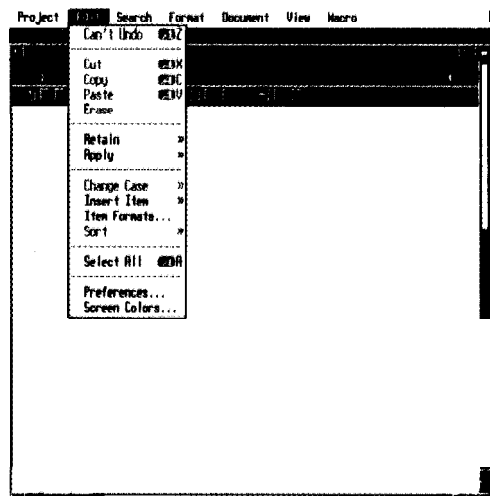 Project Search Format Document View Macro
Can't Undo Z
Cut X
Copy C
Paste V
Erase
Retain »
Apply »
Change Case »
Insert Item »
Item Formats...
Sort »
Select All A
Preferences...
Screen Colors...